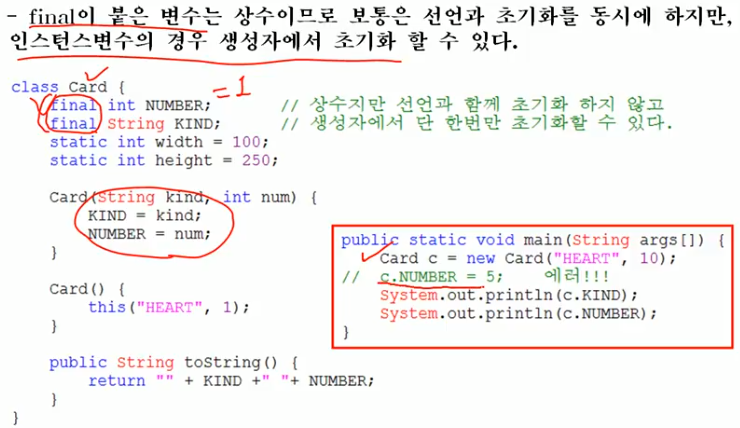 - final이 붙은 변수는 상수이므로 보통은 선언과 초기화를 동시에 하지만,
인스턴스변수의 경우 생성자에서 초기화 할 수 있다.
class Card {
final int NUMBER; =1 // 상수지만 선언과 함께 초기화 하지 않고
final String KIND; // 생성자에서 단 한번만 초기화할 수 있다.
static int width = 100;
static int height = 250;
Card(String kind, int num) {
KIND = kind;
NUMBER = num;
}
Card() {
this("HEART", 1);
}
public String toString() {
return "" + KIND +" "+ NUMBER;
}
}
public static void main(String args[]) {
Card c = new Card("HEART", 10);
// c.NUMBER = 5; 에러!!!
System.out.println(c.KIND);
System.out.println(c.NUMBER);
}